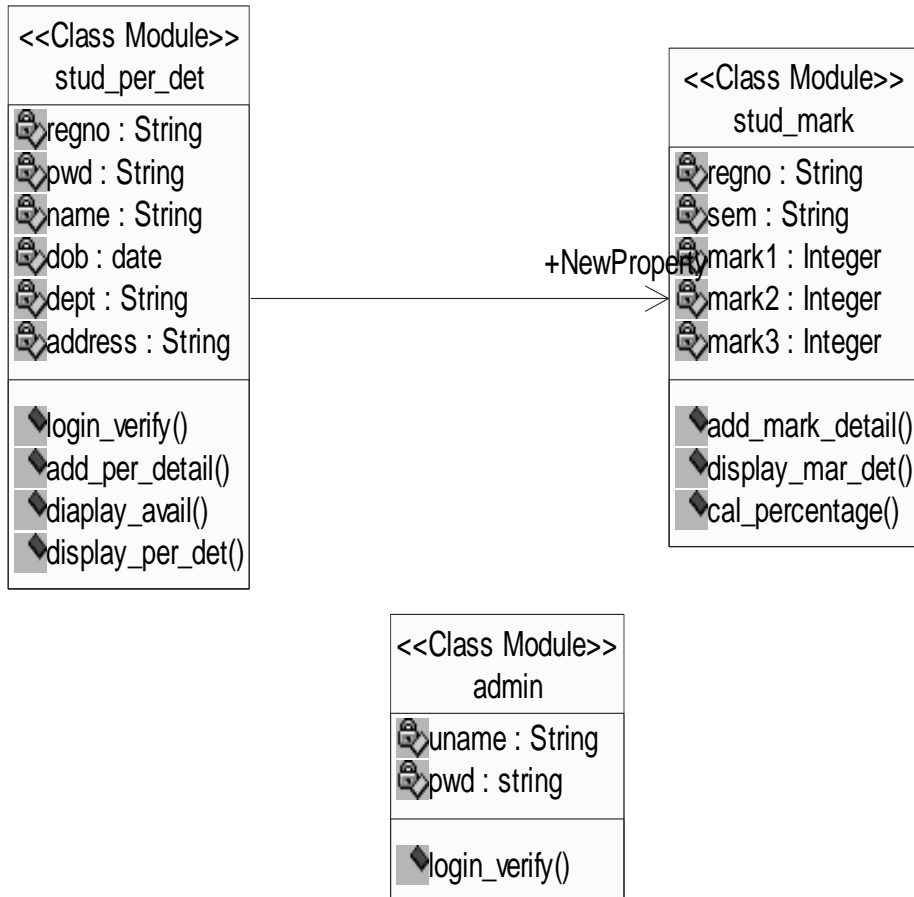 <<Class Module>>
stud_per_det
regno : String
pwd : String
name : String
dob : date
dept : String
address : String
login_verify()
add_per_detail()
diaplay_avail()
display_per_det()
+NewProperty
<<Class Module>>
stud_mark
regno : String
sem : String
mark1 : Integer
mark2 : Integer
mark3 : Integer
add_mark_detail()
display_mar_det()
cal_percentage()
<<Class Module>>
admin
uname : String
pwd : string
login_verify()